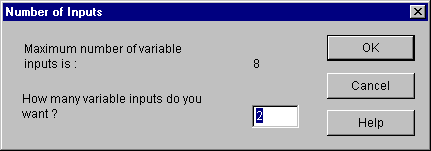 Number of Inputs
Maximum number of variable
inputs is :
8
How many variable inputs do you
want ?
2
OK
Cancel
Help